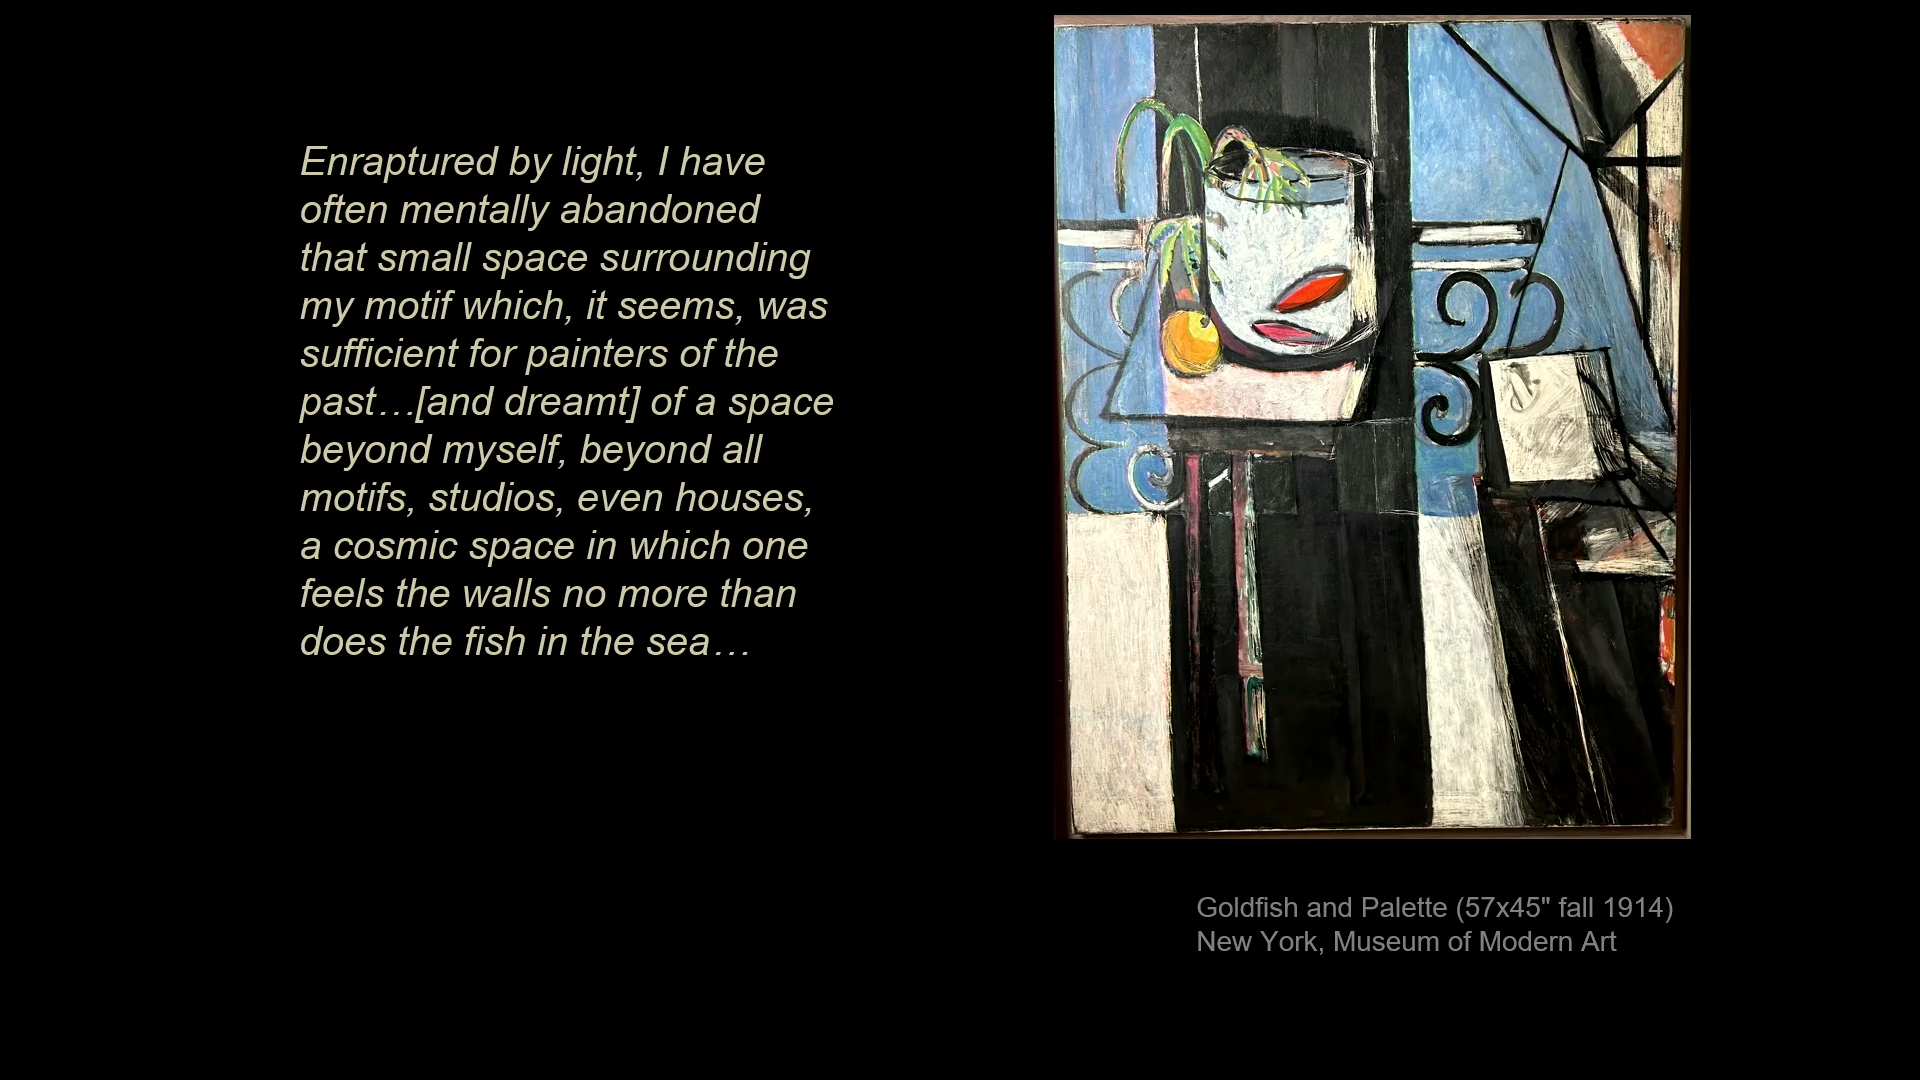 Enraptured by light, I have
often mentally abandoned
that small space surrounding
my motif which, it seems, was
sufficient for painters of the
past…[and dreamt] of a space
beyond myself, beyond all
motifs, studios, even houses,
a cosmic space in which one
feels the walls no more than
does the fish in the sea…
Goldfish and Palette (57x45" fall 1914)
New York, Museum of Modern Art